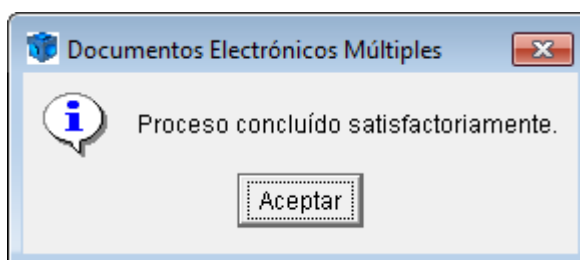 Documentos Electrónicos Múltiples
Proceso concluído satisfactoriamente.
Aceptar